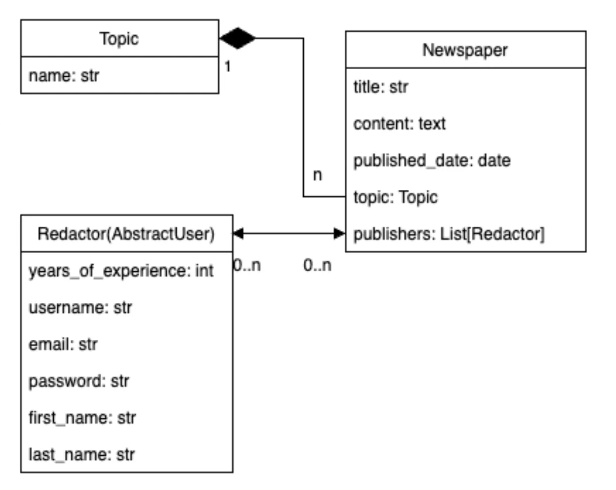 Topic
name: str
1
n
Newspaper
title: str
content: text
published_date: date
topic: Topic
publishers: List[Redactor]
Redactor(AbstractUser)
years_of_experience: int
username: str
email: str
password: str
first_name: str
last_name: str
0..n
0..n